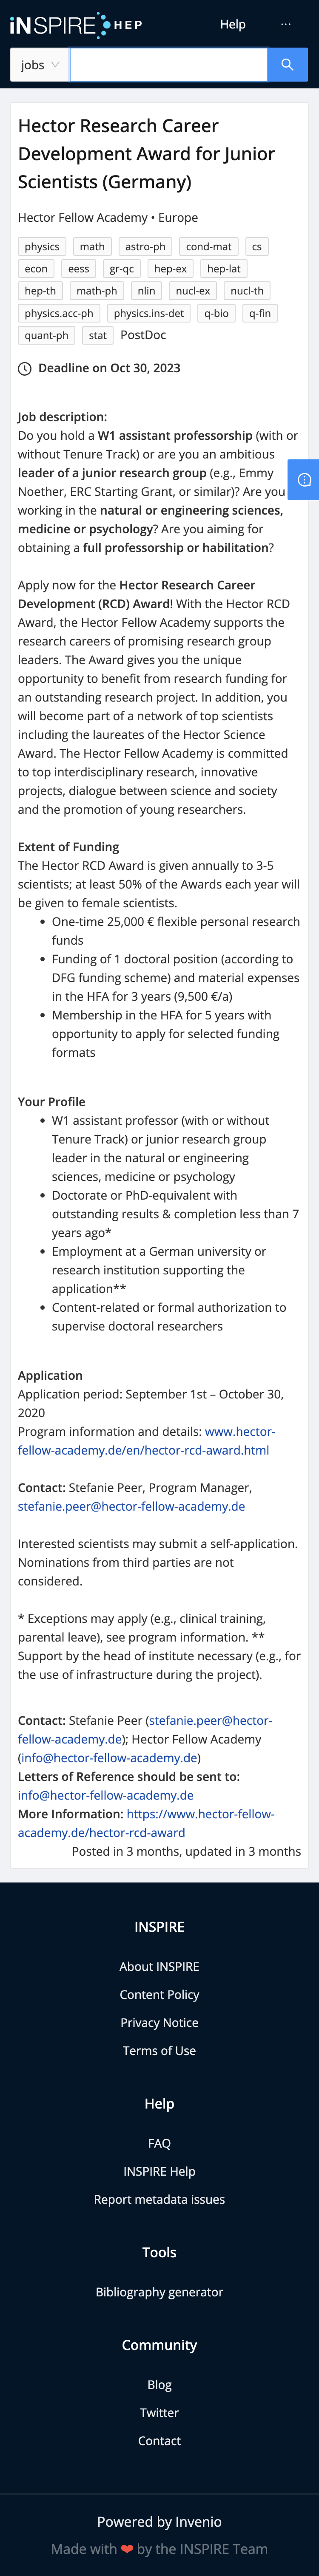 iNSPIRE HEP
Help
···
jobs
Hector Research Career
Development Award for Junior
Scientists (Germany)
Hector Fellow Academy • Europe
physics math astro-ph cond-mat cs
econ eess gr-qc hep-ex hep-lat
hep-th math-ph nlin nucl-ex nucl-th
physics.acc-ph physics.ins-det q-bio q-fin
quant-ph stat PostDoc
Deadline on Oct 30, 2023
Job description:
Do you hold a W1 assistant professorship (with or
without Tenure Track) or are you an ambitious
leader of a junior research group (e.g., Emmy
Noether, ERC Starting Grant, or similar)? Are you
working in the natural or engineering sciences,
medicine or psychology? Are you aiming for
obtaining a full professorship or habilitation?
Apply now for the Hector Research Career
Development (RCD) Award! With the Hector RCD
Award, the Hector Fellow Academy supports the
research careers of promising research group
leaders. The Award gives you the unique
opportunity to benefit from research funding for
an outstanding research project. In addition, you
will become part of a network of top scientists
including the laureates of the Hector Science
Award. The Hector Fellow Academy is committed
to interdisciplinary research, innovative
projects, dialogue between science and society
and the promotion of young researchers.
Extent of Funding
The Hector RCD Award is given annually to 3-5
scientists; at least 50% of the Awards each year will
be given to female scientists.
• One-time 25,000 € flexible personal research
funds
• Funding of 1 doctoral position (according to
DFG funding scheme) and material expenses
in the HFA for 3 years (9,500 €/a)
• Membership in the HFA for 5 years with
opportunity to apply for selected funding
formats
Your Profile
• W1 assistant professor (with or without
Tenure Track) or junior research group
leader in the natural or engineering
sciences, medicine or psychology
• Doctorate or PhD-equivalent with
outstanding results & completion less than 7
years ago*
• Employment at a German university or
research institution supporting the
application**
• Content-related or formal authorization to
supervise doctoral researchers
Application
Application period: September 1st – October 30,
2020
Program information and details: www.hector-
fellow-academy.de/en/hector-rcd-award.html
Contact: Stefanie Peer, Program Manager,
stefanie.peer@hector-fellow-academy.de
Interested scientists may submit a self-application.
Nominations from third parties are not
considered.
* Exceptions may apply (e.g., clinical training,
parental leave), see program information. **
Support by the head of institute necessary (e.g., for
the use of infrastructure during the project).
Contact: Stefanie Peer (stefanie.peer@hector-
fellow-academy.de); Hector Fellow Academy
(info@hector-fellow-academy.de)
Letters of Reference should be sent to:
info@hector-fellow-academy.de
More Information: https://www.hector-fellow-
academy.de/hector-rcd-award
Posted in 3 months, updated in 3 months
INSPIRE
About INSPIRE
Content Policy
Privacy Notice
Terms of Use
Help
FAQ
INSPIRE Help
Report metadata issues
Tools
Bibliography generator
Community
Blog
Twitter
Contact
Powered by Invenio
Made with ❤ by the INSPIRE Team